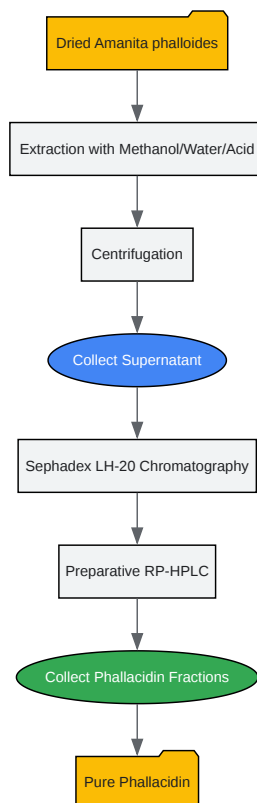 Dried Amanita phalloides
Extraction with Methanol/Water/Acid
Centrifugation
Collect Supernatant
Sephadex LH-20 Chromatography
Preparative RP-HPLC
Collect Phallacidin Fractions
Pure Phallacidin